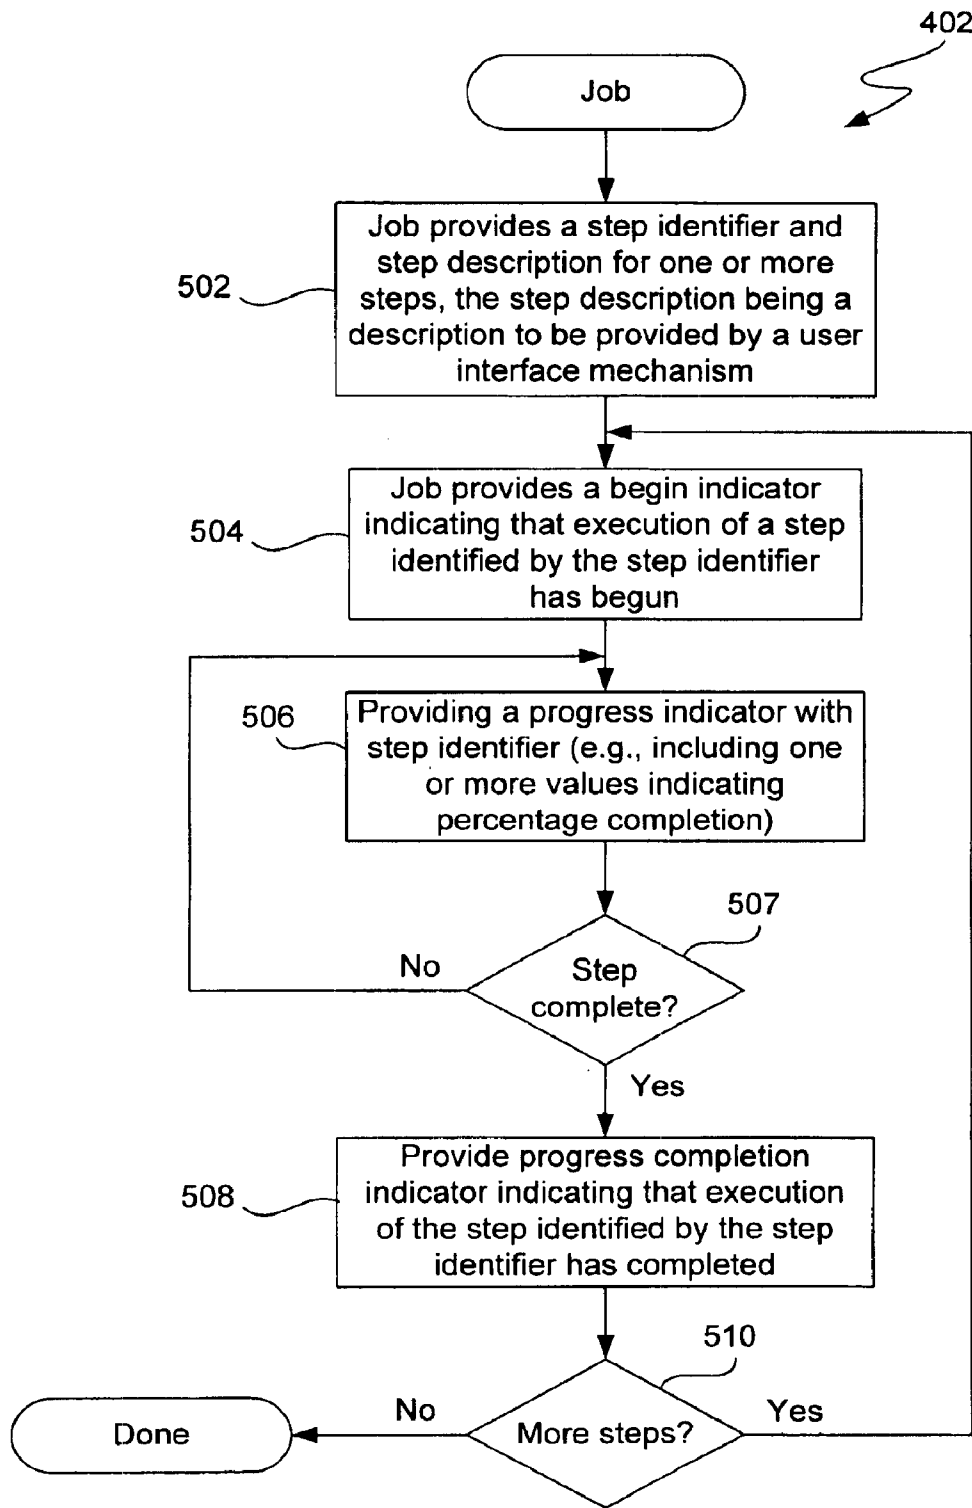 402
Job
502
Job provides a step identifier and
step description for one or more
steps, the step description being a
description to be provided by a user
interface mechanism
504
Job provides a begin indicator
indicating that execution of a step
identified by the step identifier
has begun
506
Providing a progress indicator with
step identifier (e.g., including one
or more values indicating
percentage completion)
507
No
Step
complete?
Yes
508
Provide progress completion
indicator indicating that execution
of the step identified by the step
identifier has completed
510
Done
No
More steps?
Yes